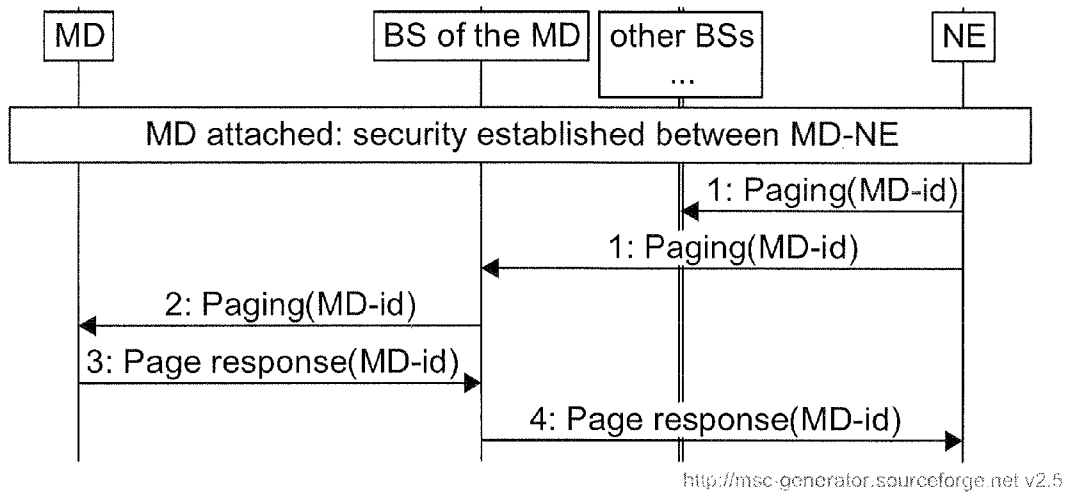 MD
BS of the MD
other BSs
...
NE
MD attached: security established between MD-NE
1: Paging(MD-id)
1: Paging(MD-id)
2: Paging(MD-id)
3: Page response(MD-id)
4: Page response(MD-id)
http://msc-generator.sourceforge.net v2.5